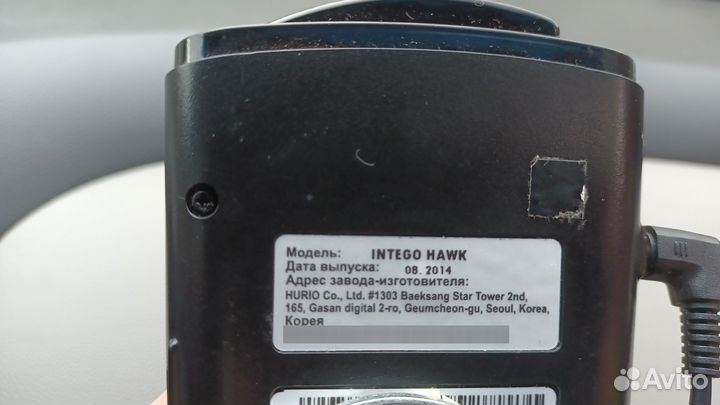 Модель: INTEGO HAWK
Дата выпуска: 08. 2014
Адрес завода-изготовителя:
HURIO Co., Ltd. #1303 Baeksang Star Tower 2nd,
165, Gasan digital 2-ro, Geumcheon-gu, Seoul, Korea,
Корея
Avito